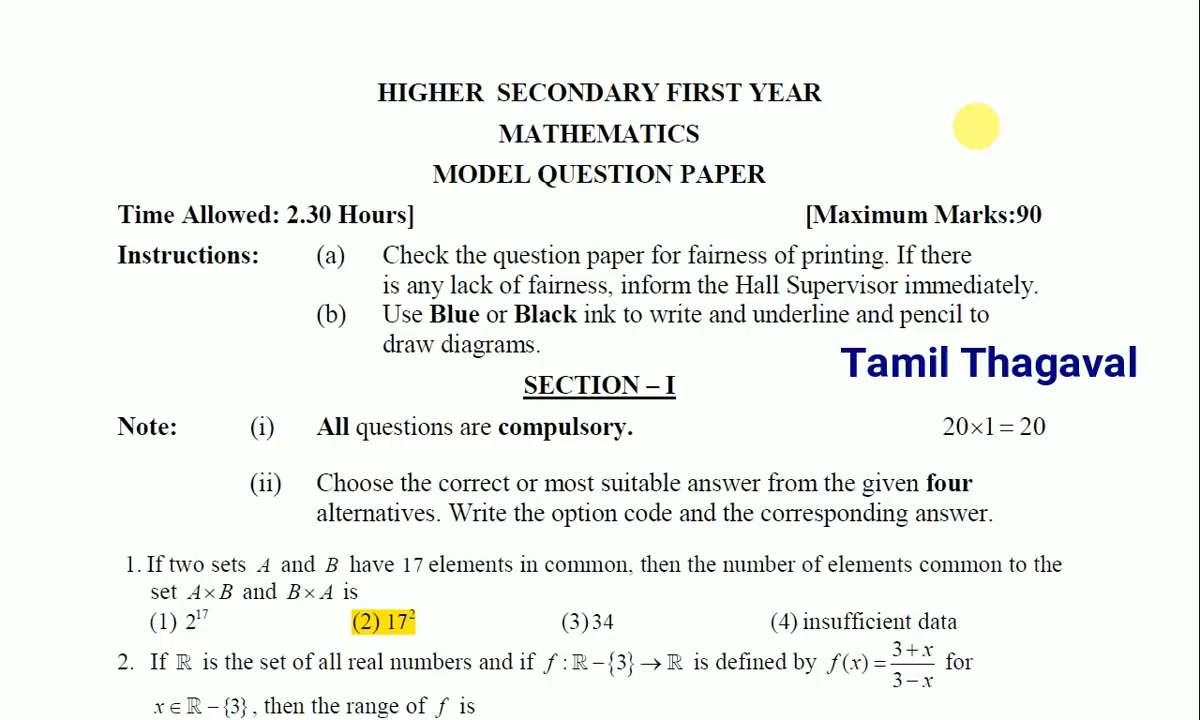 HIGHER SECONDARY FIRST YEAR
MATHEMATICS
MODEL QUESTION PAPER
Time Allowed: 2.30 Hours] [Maximum Marks:90
Instructions: (a) Check the question paper for fairness of printing. If there
is any lack of fairness, inform the Hall Supervisor immediately.
(b) Use Blue or Black ink to write and underline and pencil to
draw diagrams.
Tamil Thagaval
SECTION – I
Note: (i) All questions are compulsory. 20×1 = 20
(ii) Choose the correct or most suitable answer from the given four
alternatives. Write the option code and the corresponding answer.
1. If two sets A and B have 17 elements in common, then the number of elements common to the
set A×B and B×A is
(1) 2¹⁷ (2) 17² (3) 34 (4) insufficient data
2. If ℝ is the set of all real numbers and if f : ℝ − {3} → ℝ is defined by f(x) = (3+x)/(3−x) for
x ∈ ℝ − {3}, then the range of f is